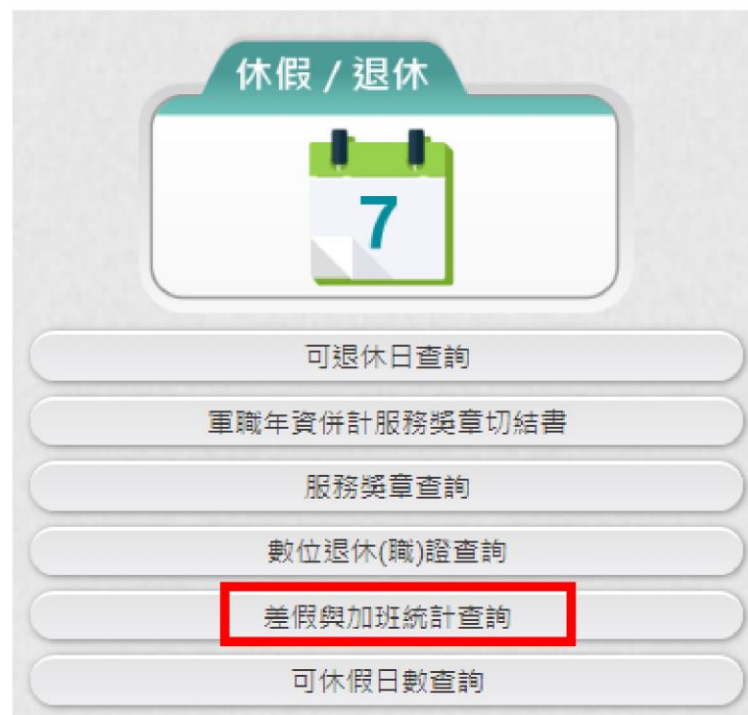 休假 / 退休
7
可退休日查詢
軍職年資併計服務獎章切結書
服務獎章查詢
數位退休(職)證查詢
差假與加班統計查詢
可休假日數查詢